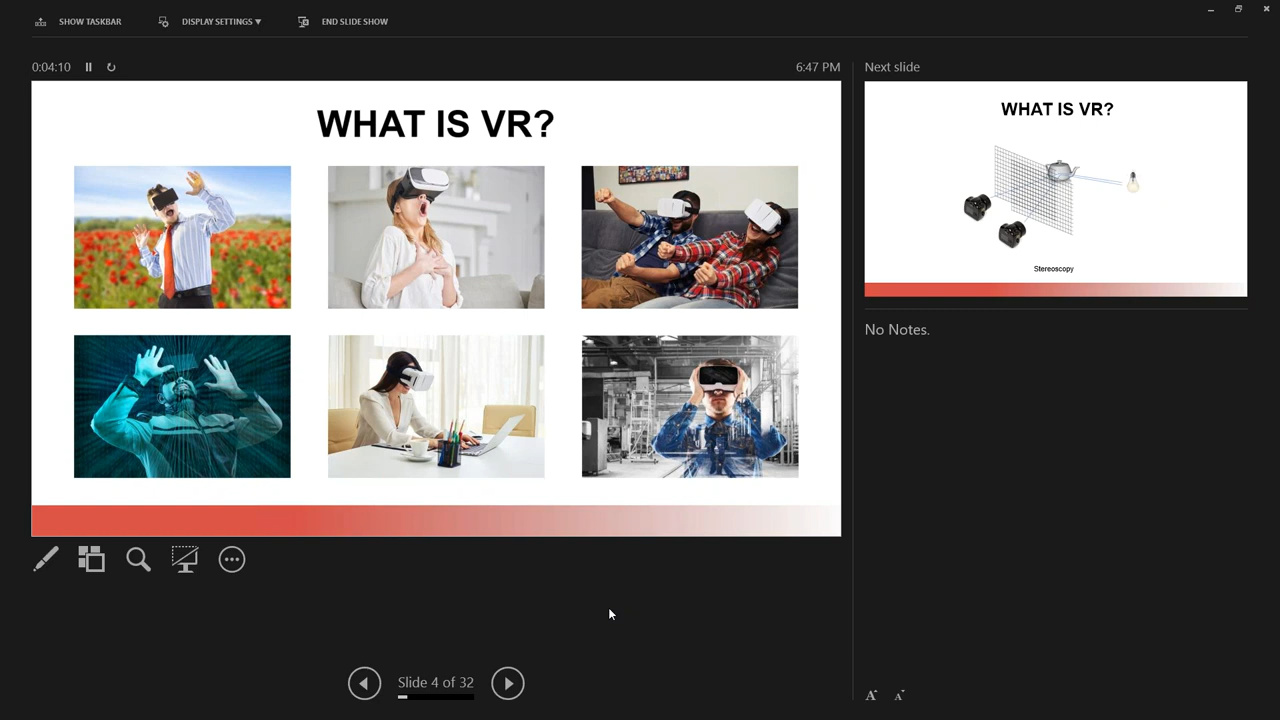 SHOW TASKBAR
DISPLAY SETTINGS ▼
END SLIDE SHOW
0:04:10
6:47 PM
WHAT IS VR?
Slide 4 of 32
Next slide
WHAT IS VR?
Stereoscopy
No Notes.
A
A